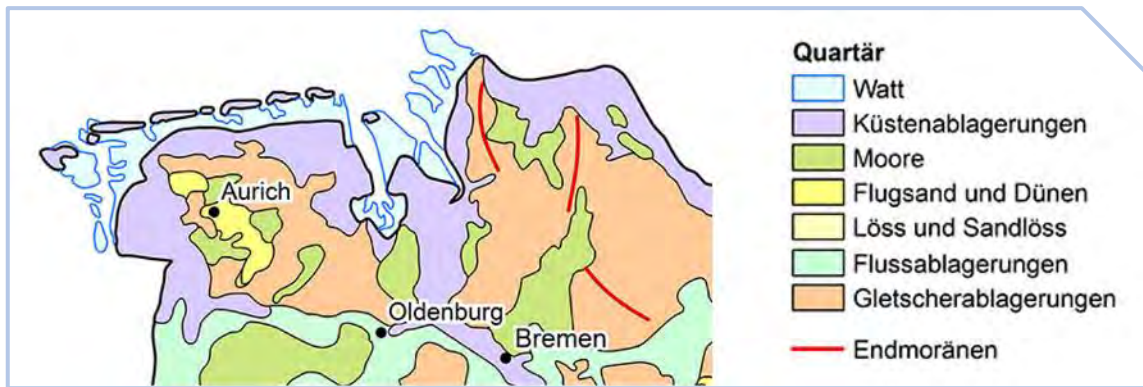 Aurich
Oldenburg
Bremen
Quartär
Watt
Küstenablagerungen
Moore
Flugsand und Dünen
Löss und Sandlöss
Flussablagerungen
Gletscherablagerungen
Endmoränen